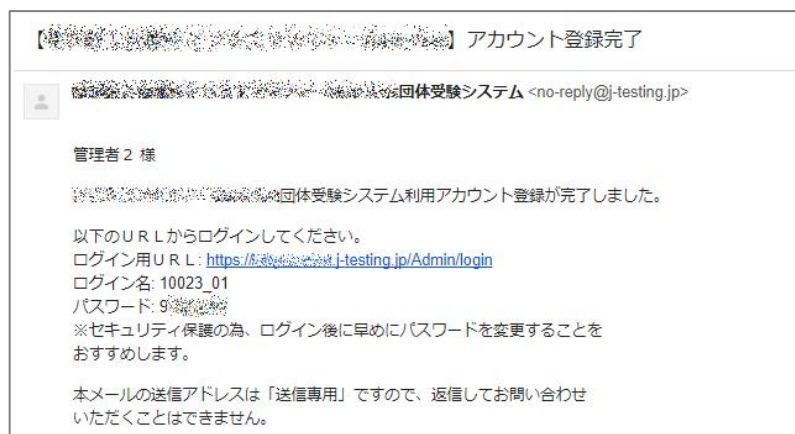 【 】 アカウント登録完了
団体受験システム <no-reply@j-testing.jp>
管理者２ 様
団体受験システム利用アカウント登録が完了しました。
以下のＵＲＬからログインしてください。
ログイン用ＵＲＬ: https:// j-testing.jp/Admin/login
ログイン名: 10023_01
パスワード: 9
※セキュリティ保護の為、ログイン後に早めにパスワードを変更することを
おすすめします。
本メールの送信アドレスは「送信専用」ですので、返信してお問い合わせ
いただくことはできません。